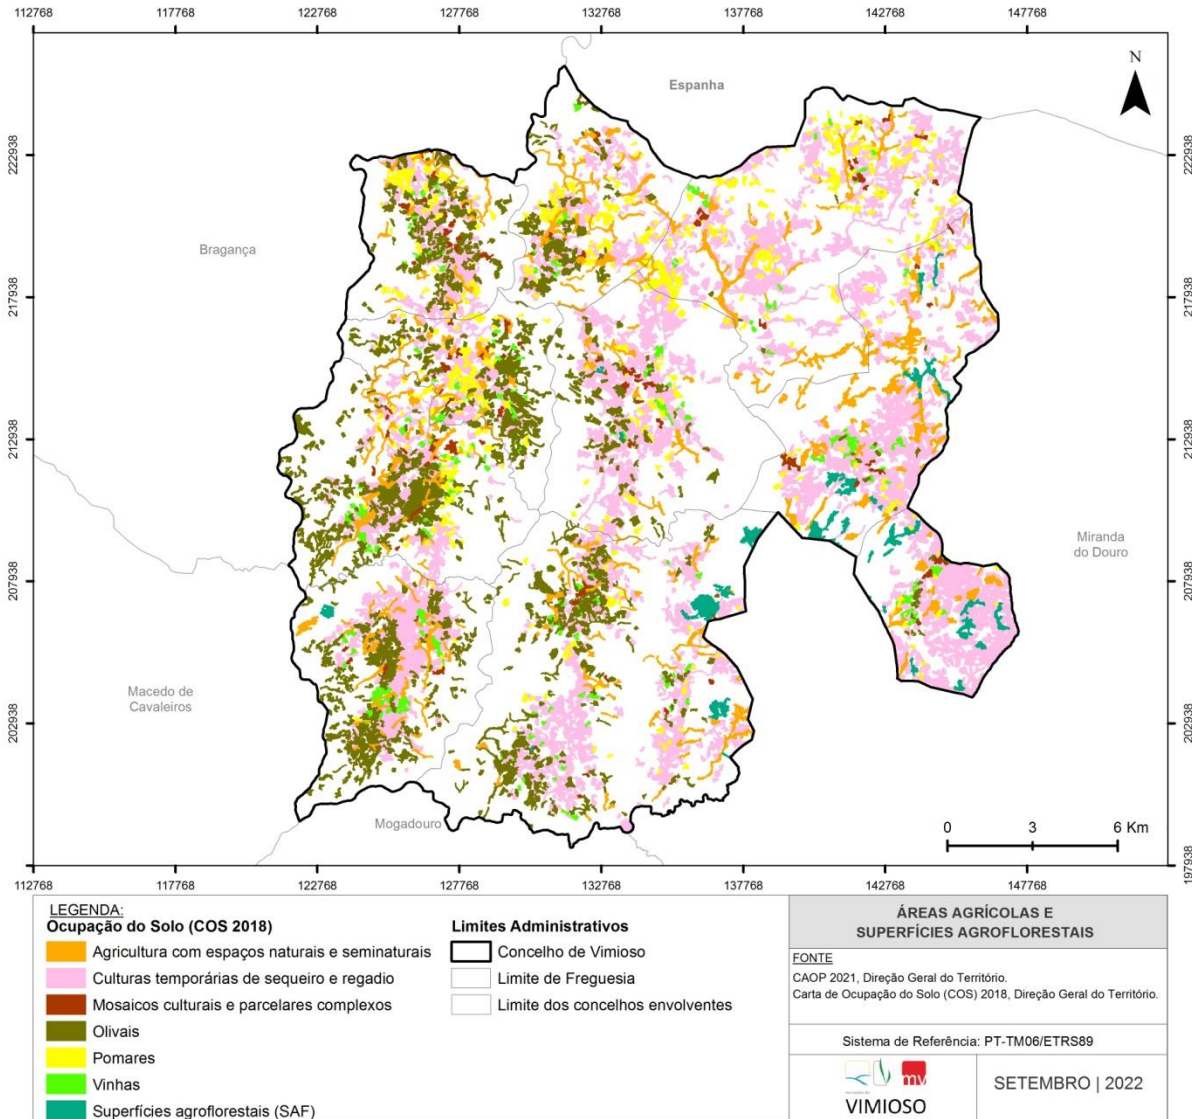 112768 117768 122768 127768 132768 137768 142768 147768
Espanha
N
222938 222938
Bragança
217938 217938
212938 212938
Miranda
do Douro
207938 207938
Macedo de
Cavaleiros
202938 202938
Mogadouro
0 3 6 Km
197938 197938
112768 117768 122768 127768 132768 137768 142768 147768
LEGENDA:
Ocupação do Solo (COS 2018)
Agricultura com espaços naturais e seminaturais
Culturas temporárias de sequeiro e regadio
Mosaicos culturais e parcelares complexos
Olivais
Pomares
Vinhas
Superfícies agroflorestais (SAF)
Limites Administrativos
Concelho de Vimioso
Limite de Freguesia
Limite dos concelhos envolventes
ÁREAS AGRÍCOLAS E
SUPERFÍCIES AGROFLORESTAIS
FONTE
CAOP 2021, Direção Geral do Território.
Carta de Ocupação do Solo (COS) 2018, Direção Geral do Território.
Sistema de Referência: PT-TM06/ETRS89
mv
VIMIOSO
SETEMBRO | 2022